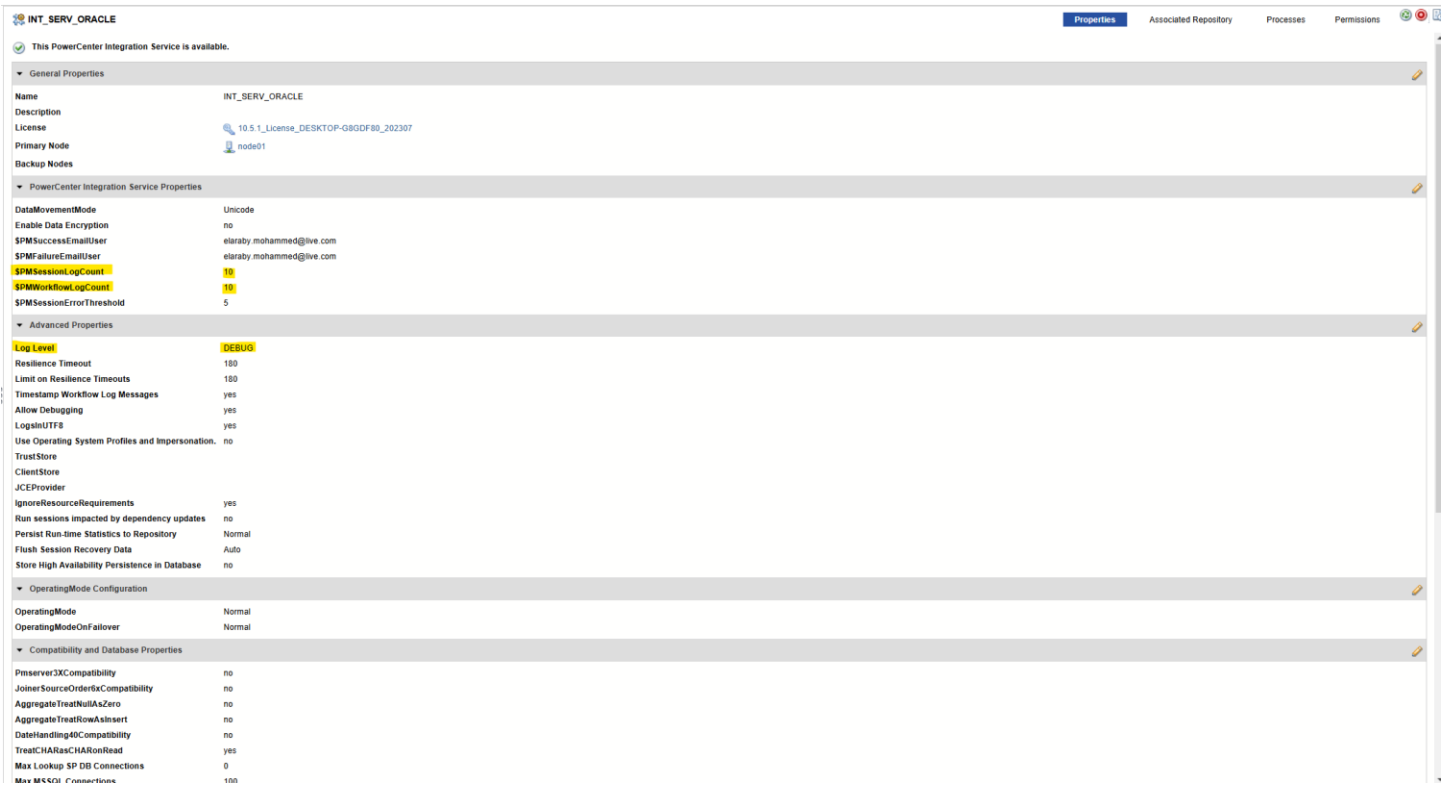 INT_SERV_ORACLE Properties Associated Repository Processes Permissions
This PowerCenter Integration Service is available.
General Properties
Name INT_SERV_ORACLE
Description
License 10.5.1_License_DESKTOP-G8GDF80_202307
Primary Node node01
Backup Nodes
PowerCenter Integration Service Properties
DataMovementMode Unicode
Enable Data Encryption no
$PMSuccessEmailUser elaraby.mohammed@live.com
$PMFailureEmailUser elaraby.mohammed@live.com
$PMSessionLogCount 10
$PMWorkflowLogCount 10
$PMSessionErrorThreshold 5
Advanced Properties
Log Level DEBUG
Resilience Timeout 180
Limit on Resilience Timeouts 180
Timestamp Workflow Log Messages yes
Allow Debugging yes
LogsInUTF8 yes
Use Operating System Profiles and Impersonation. no
TrustStore
ClientStore
JCEProvider
IgnoreResourceRequirements yes
Run sessions impacted by dependency updates no
Persist Run-time Statistics to Repository Normal
Flush Session Recovery Data Auto
Store High Availability Persistence in Database no
OperatingMode Configuration
OperatingMode Normal
OperatingModeOnFailover Normal
Compatibility and Database Properties
Pmserver3XCompatibility no
JoinerSourceOrder6xCompatibility no
AggregateTreatNullAsZero no
AggregateTreatRowAsInsert no
DateHandling40Compatibility no
TreatCHARasCHARonRead yes
Max Lookup SP DB Connections 0
Max MSSQL Connections 100